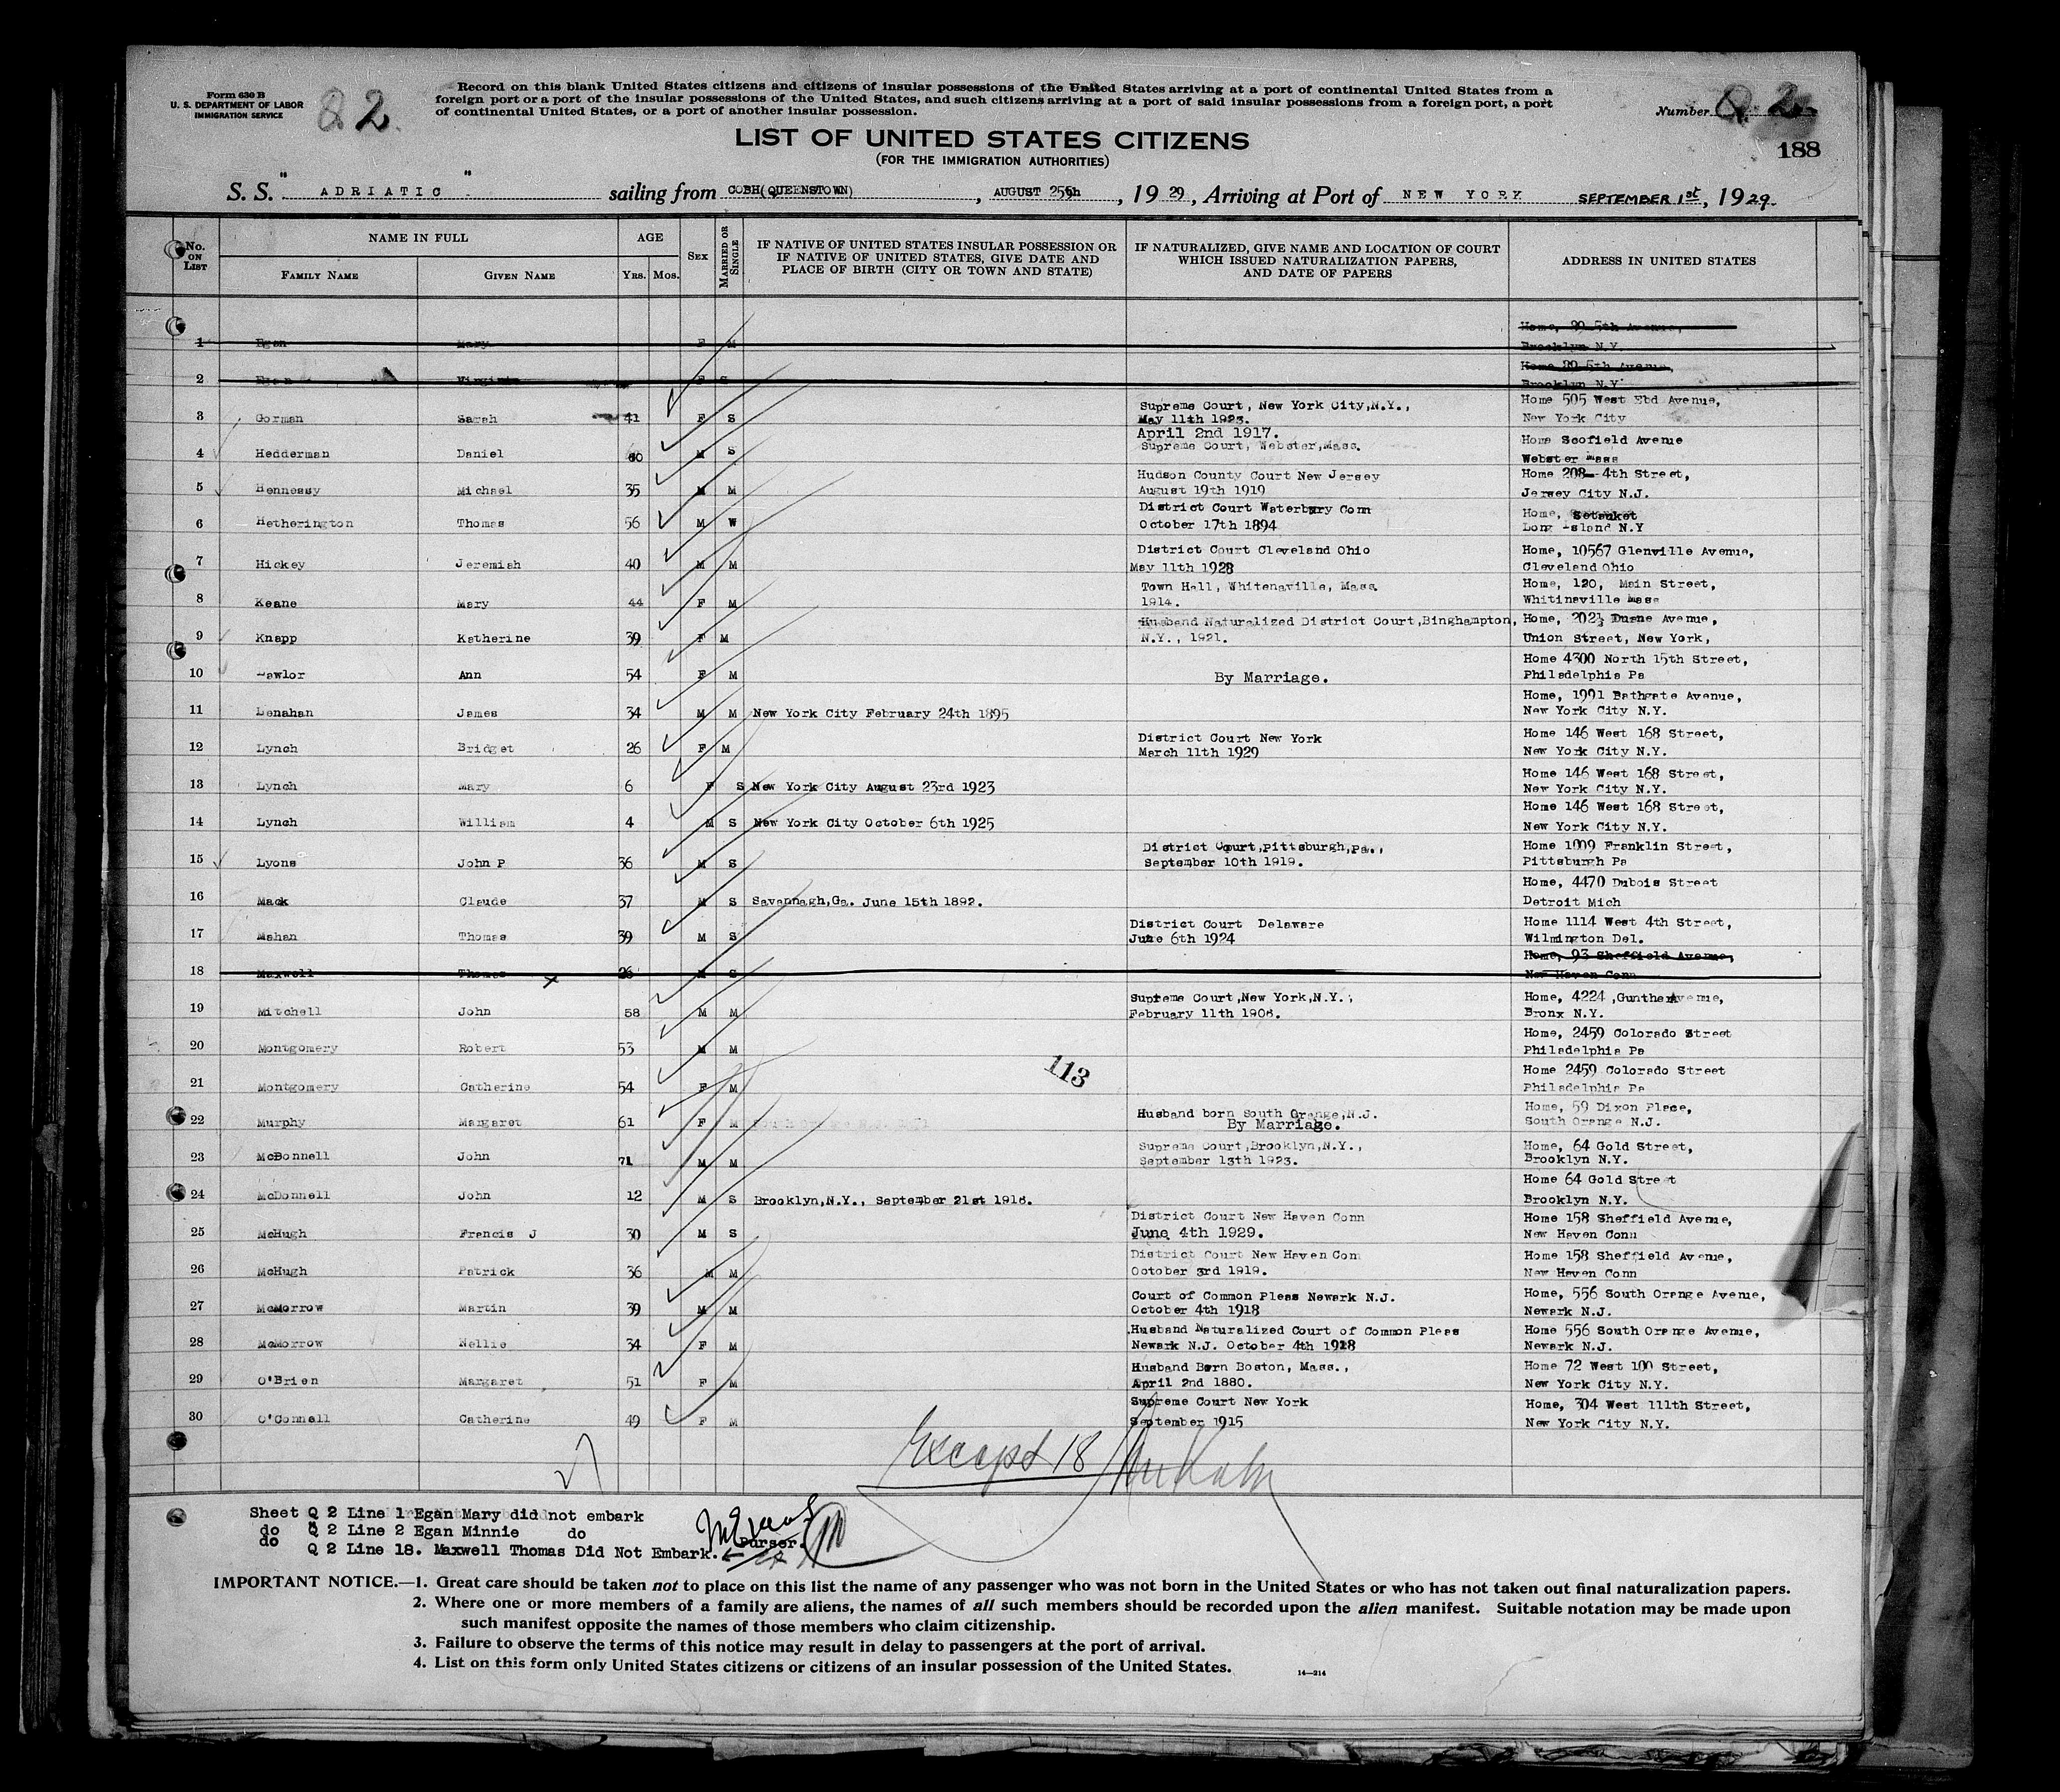 Form 630 B
U. S. DEPARTMENT OF LABOR
IMMIGRATION SERVICE
Q 2.
Record on this blank United States citizens and citizens of insular possessions of the United States arriving at a port of continental United States from a
foreign port or a port of the insular possessions of the United States, and such citizens arriving at a port of said insular possessions from a foreign port, a port
of continental United States, or a port of another insular possession.
Number Q. 2
188
LIST OF UNITED STATES CITIZENS
(FOR THE IMMIGRATION AUTHORITIES)
S. S. " ADRIATIC " sailing from COBH(QUEENSTOWN), AUGUST 25th, 1929, Arriving at Port of NEW YORK SEPTEMBER 1st, 1929.
No. ON LIST
NAME IN FULL
FAMILY NAME
GIVEN NAME
AGE
YRS. MOS.
SEX
MARRIED OR SINGLE
IF NATIVE OF UNITED STATES INSULAR POSSESSION OR
IF NATIVE OF UNITED STATES, GIVE DATE AND
PLACE OF BIRTH (CITY OR TOWN AND STATE)
IF NATURALIZED, GIVE NAME AND LOCATION OF COURT
WHICH ISSUED NATURALIZATION PAPERS,
AND DATE OF PAPERS
ADDRESS IN UNITED STATES
1 Egan Mary F M Home, 89 5th Avenue,
Brooklyn N.Y.
2 Egan Virginia F S Home 89 5th Avenue,
Brooklyn N.Y.
3 Gorman Sarah 41 F S Supreme Court, New York City,N.Y., Home 505 West Ebd Avenue,
May 11th 1923. New York City
April 2nd 1917.
4 Hedderman Daniel 60 M S Supreme Court, Webster,Mass. Home Scofield Avenue
Webster Mass
5 Hennessy Michael 35 M M Hudson County Court New Jersey Home 208- 4th Street,
August 19th 1919 Jersey City N.J.
6 Hetherington Thomas 56 M W District Court Waterbury Conn Home, Setauket
October 17th 1894 Long Island N.Y
7 Hickey Jeremiah 40 M M District Court Cleveland Ohio Home, 10567 Glenville Avenue,
May 11th 1928 Cleveland Ohio
8 Keane Mary 44 F M Town Hall, Whitenaville, Mass. Home, 120, Main Street,
1914. Whitinsville Mass
9 Knapp Katherine 39 F M Husband Naturalized District Court,Binghampton, Home, 202½ Avenue,
N.Y., 1921. Union Street, New York,
10 Lawlor Ann 54 F M By Marriage. Home 4300 North 15th Street,
Philadelphia Pa
11 Lenahan James 34 M M New York City February 24th 1895 Home, 1991 Bathgate Avenue,
New York City N.Y.
12 Lynch Bridget 26 F M District Court New York Home 146 West 168 Street,
March 11th 1929 New York City N.Y.
13 Lynch Mary 6 F S New York City August 23rd 1923 Home 146 West 168 Street,
New York City N.Y.
14 Lynch William 4 M S New York City October 6th 1925 Home 146 West 168 Street,
New York City N.Y.
15 Lyons John P 36 M S District Court,Pittsburgh,Pa., Home 1009 Franklin Street,
September 10th 1919. Pittsburgh Pa
16 Mack Claude 37 M S Savannagh,Ga. June 15th 1892. Home, 4470 Dubois Street
Detroit Mich
17 Mahan Thomas 39 M S District Court Delaware Home 1114 West 4th Street,
June 6th 1924 Wilmington Del.
18 Maxwell Thomas x 26 M S Home, 93 Sheffield Avenue,
New Haven Conn
19 Mitchell John 58 M M Supreme Court,New York,N.Y., Home, 4224 ,Gunther Avenue,
February 11th 1906. Bronx N.Y.
20 Montgomery Robert 53 M M Home, 2459 Colorado Street
Philadelphia Pa
113
21 Montgomery Catherine 54 F M Home 2459 Colorado Street
Philadelphia Pa
22 Murphy Margaret 61 F M Husband born South Orange,N.J. Home, 59 Dixon Place,
By Marriage. South Orange N.J.
23 McDonnell John 71 M M Supreme Court,Brooklyn,N.Y., Home, 64 Gold Street,
September 13th 1923. Brooklyn N.Y.
24 McDonnell John 12 M S Brooklyn,N.Y., September 21st 1916. Home 64 Gold Street
Brooklyn N.Y.
25 McHugh Francis J 30 M S District Court New Haven Conn Home 158 Sheffield Avenue,
June 4th 1929. New Haven Conn
26 McHugh Patrick 36 M M District Court New Haven Con Home, 158 Sheffield Avenue,
October 3rd 1919. New Haven Conn
27 McMorrow Martin 39 M M Court of Common Pleas Newark N.J. Home, 556 South Orange Avenue,
October 4th 1918 Newark N.J.
28 McMorrow Nellie 34 F M Husband Naturalized Court of Common Pleas Home 556 South Orange Avenue,
Newark N.J. October 4th 1918 Newark N.J.
29 O'Brien Margaret 51 F M Husband Born Boston, Mass., Home 72 West 100 Street,
April 2nd 1880. New York City N.Y.
30 O'Connell Catherine 49 F M Supreme Court New York Home, 304 West 111th Street,
September 1915 New York City N.Y.
Except 18
Sheet Q 2 Line 1 Egan Mary did not embark
do Q 2 Line 2 Egan Minnie do
do Q 2 Line 18. Maxwell Thomas Did Not Embark.
Purser.
IMPORTANT NOTICE.—1. Great care should be taken not to place on this list the name of any passenger who was not born in the United States or who has not taken out final naturalization papers.
2. Where one or more members of a family are aliens, the names of all such members should be recorded upon the alien manifest. Suitable notation may be made upon
such manifest opposite the names of those members who claim citizenship.
3. Failure to observe the terms of this notice may result in delay to passengers at the port of arrival.
4. List on this form only United States citizens or citizens of an insular possession of the United States.
14—214